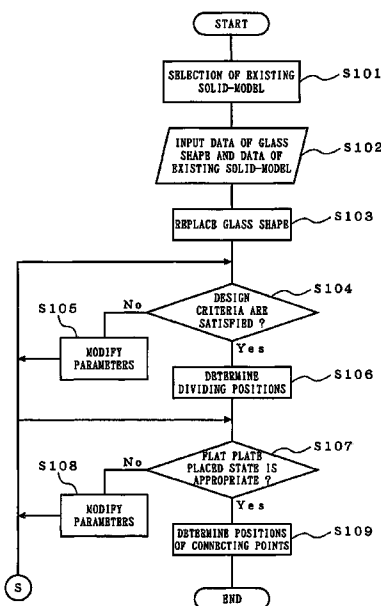 START
SELECTION OF EXISTING
SOLID-MODEL
S101
INPUT DATA OF GLASS
SHAPE AND DATA OF
EXISTING SOLID-MODEL
S102
REPLACE GLASS SHAPE
S103
DESIGN
CRITERIA ARE
SATISFIED ?
S104
No
Yes
S105
MODIFY
PARAMETERS
DETERMINE
DIVIDING POSITIONS
S106
FLAT PLATE
PLACED STATE IS
APPROPRIATE ?
S107
No
Yes
S108
MODIFY
PARAMETERS
DETERMINE POSITIONS
OF CONNECTING POINTS
S109
S
END